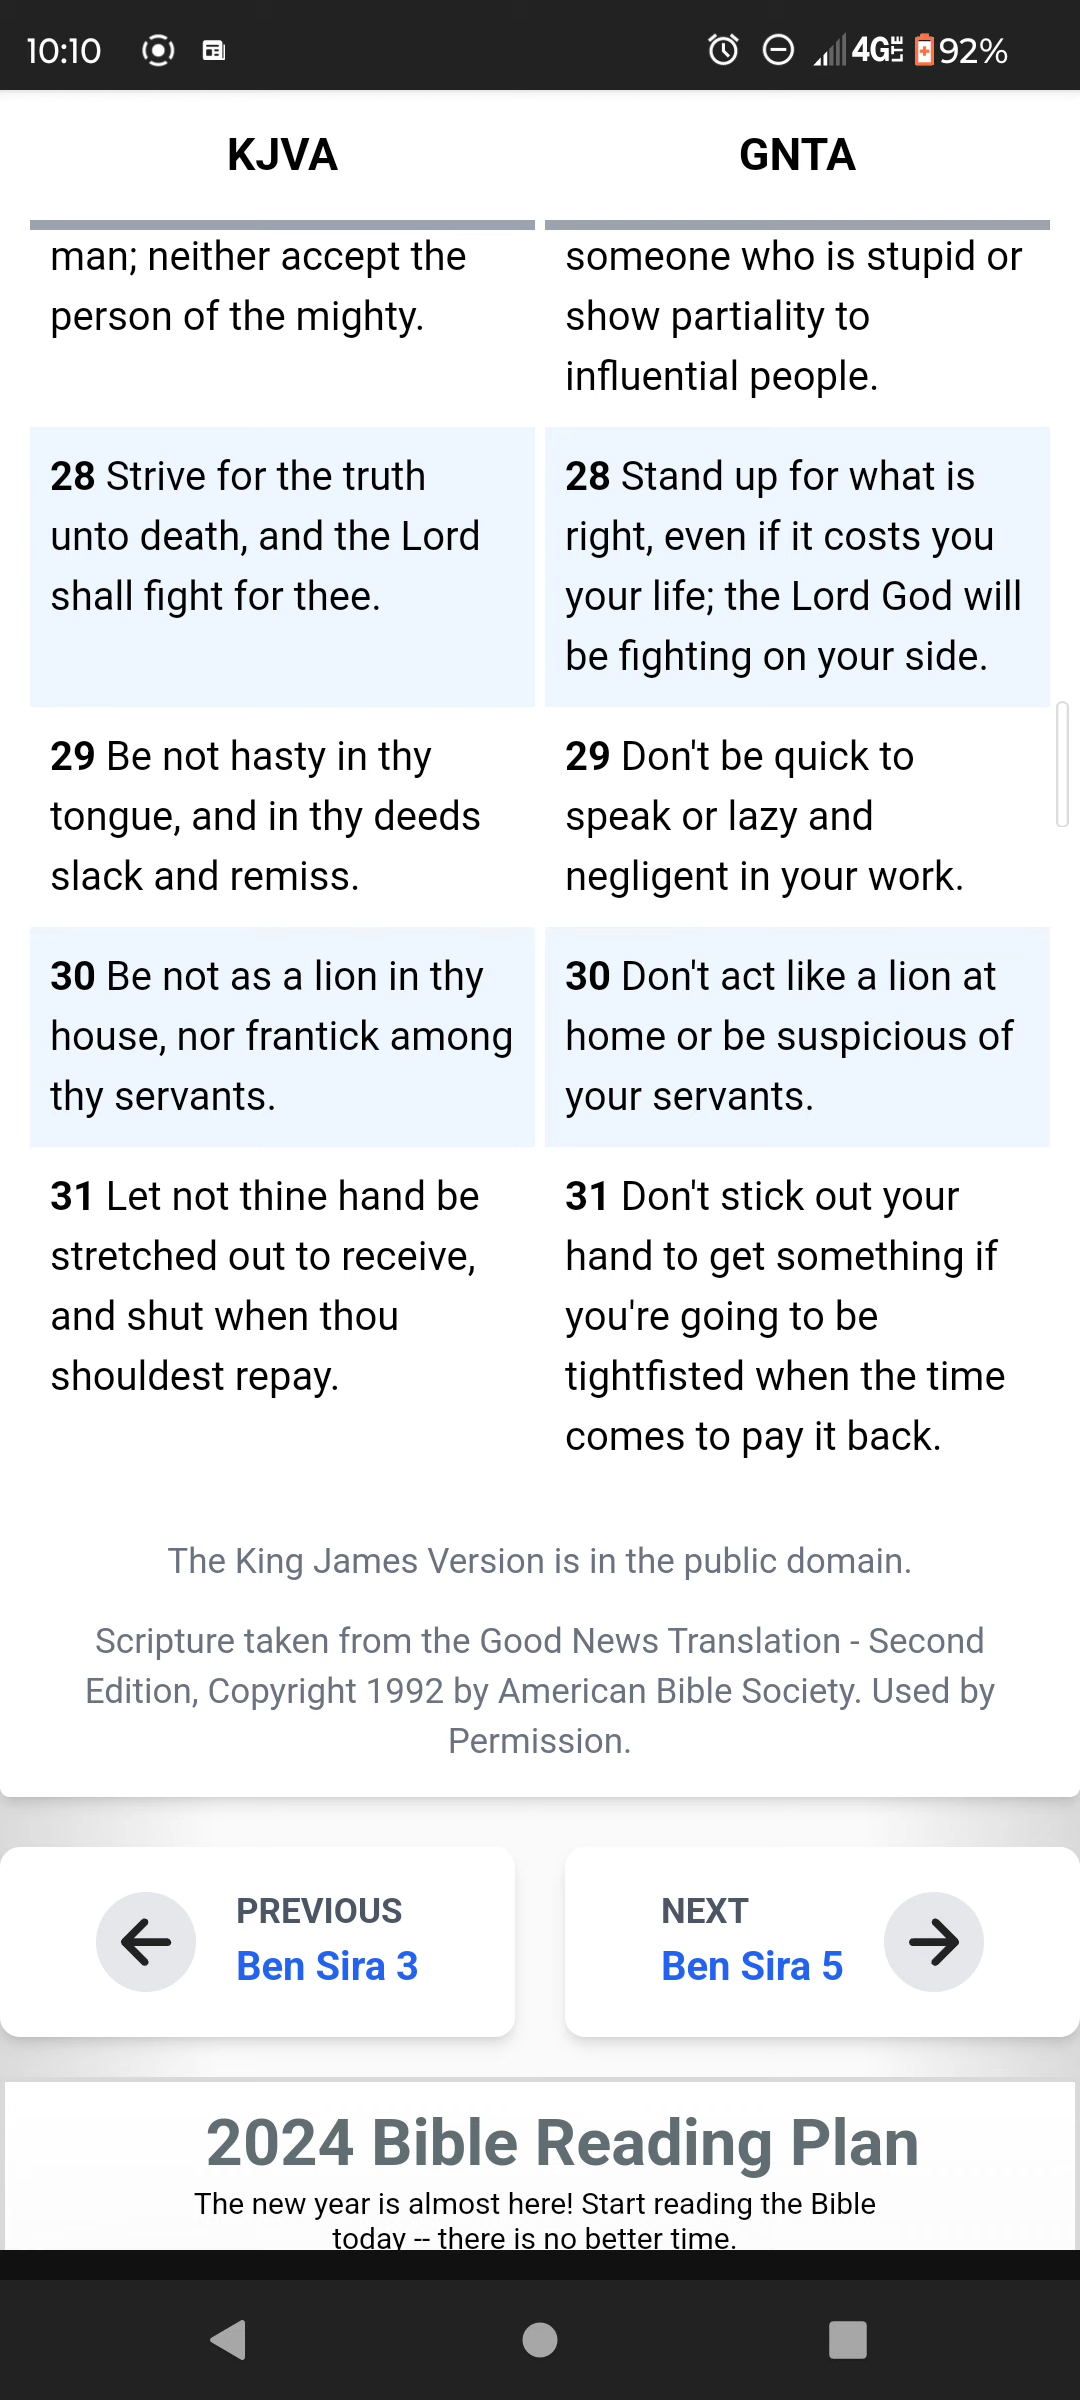 10:10
4G LTE
92%
KJVA
GNTA
man; neither accept the
person of the mighty.
someone who is stupid or
show partiality to
influential people.
28 Strive for the truth
unto death, and the Lord
shall fight for thee.
28 Stand up for what is
right, even if it costs you
your life; the Lord God will
be fighting on your side.
29 Be not hasty in thy
tongue, and in thy deeds
slack and remiss.
29 Don't be quick to
speak or lazy and
negligent in your work.
30 Be not as a lion in thy
house, nor frantick among
thy servants.
30 Don't act like a lion at
home or be suspicious of
your servants.
31 Let not thine hand be
stretched out to receive,
and shut when thou
shouldest repay.
31 Don't stick out your
hand to get something if
you're going to be
tightfisted when the time
comes to pay it back.
The King James Version is in the public domain.
Scripture taken from the Good News Translation - Second
Edition, Copyright 1992 by American Bible Society. Used by
Permission.
PREVIOUS
Ben Sira 3
NEXT
Ben Sira 5
2024 Bible Reading Plan
The new year is almost here! Start reading the Bible
today -- there is no better time.